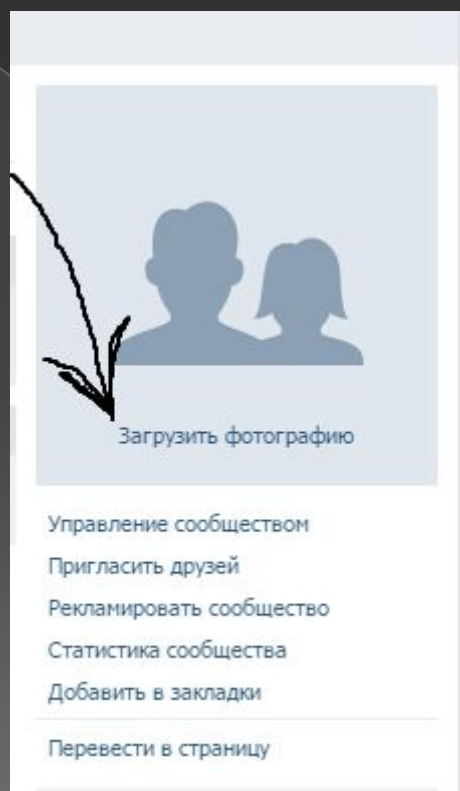 Загрузить фотографию
Управление сообществом
Пригласить друзей
Рекламировать сообщество
Статистика сообщества
Добавить в закладки
Перевести в страницу